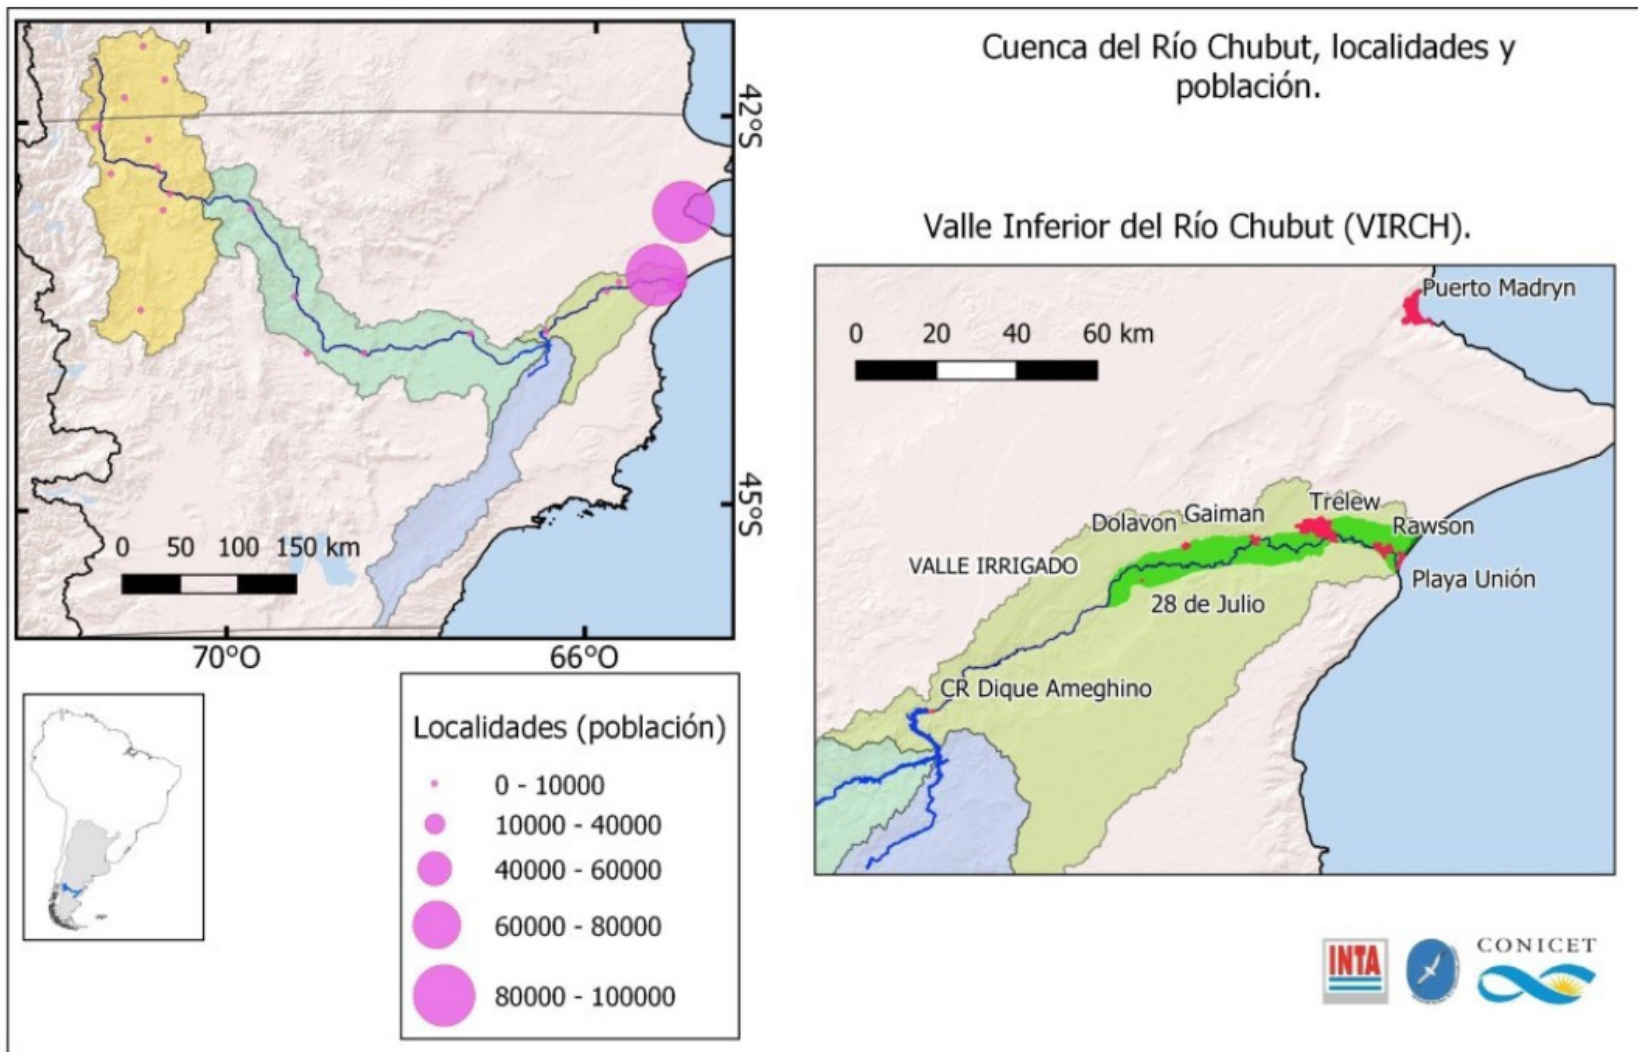 Cuenca del Río Chubut, localidades y
población.
42°S
45°S
0 50 100 150 km
70°O
66°O
Localidades (población)
0 - 10000
10000 - 40000
40000 - 60000
60000 - 80000
80000 - 100000
Valle Inferior del Río Chubut (VIRCH).
Puerto Madryn
0 20 40 60 km
Trelew
Dolavon
Gaiman
Rawson
VALLE IRRIGADO
Playa Unión
28 de Julio
CR Dique Ameghino
INTA
CONICET